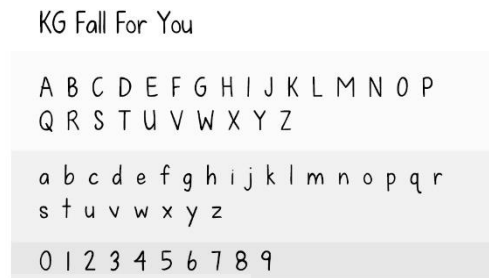 KG Fall For You
A B C D E F G H I J K L M N O P
Q R S T U V W X Y Z
a b c d e f g h i j k l m n o p q r
s t u v w x y z
0 1 2 3 4 5 6 7 8 9